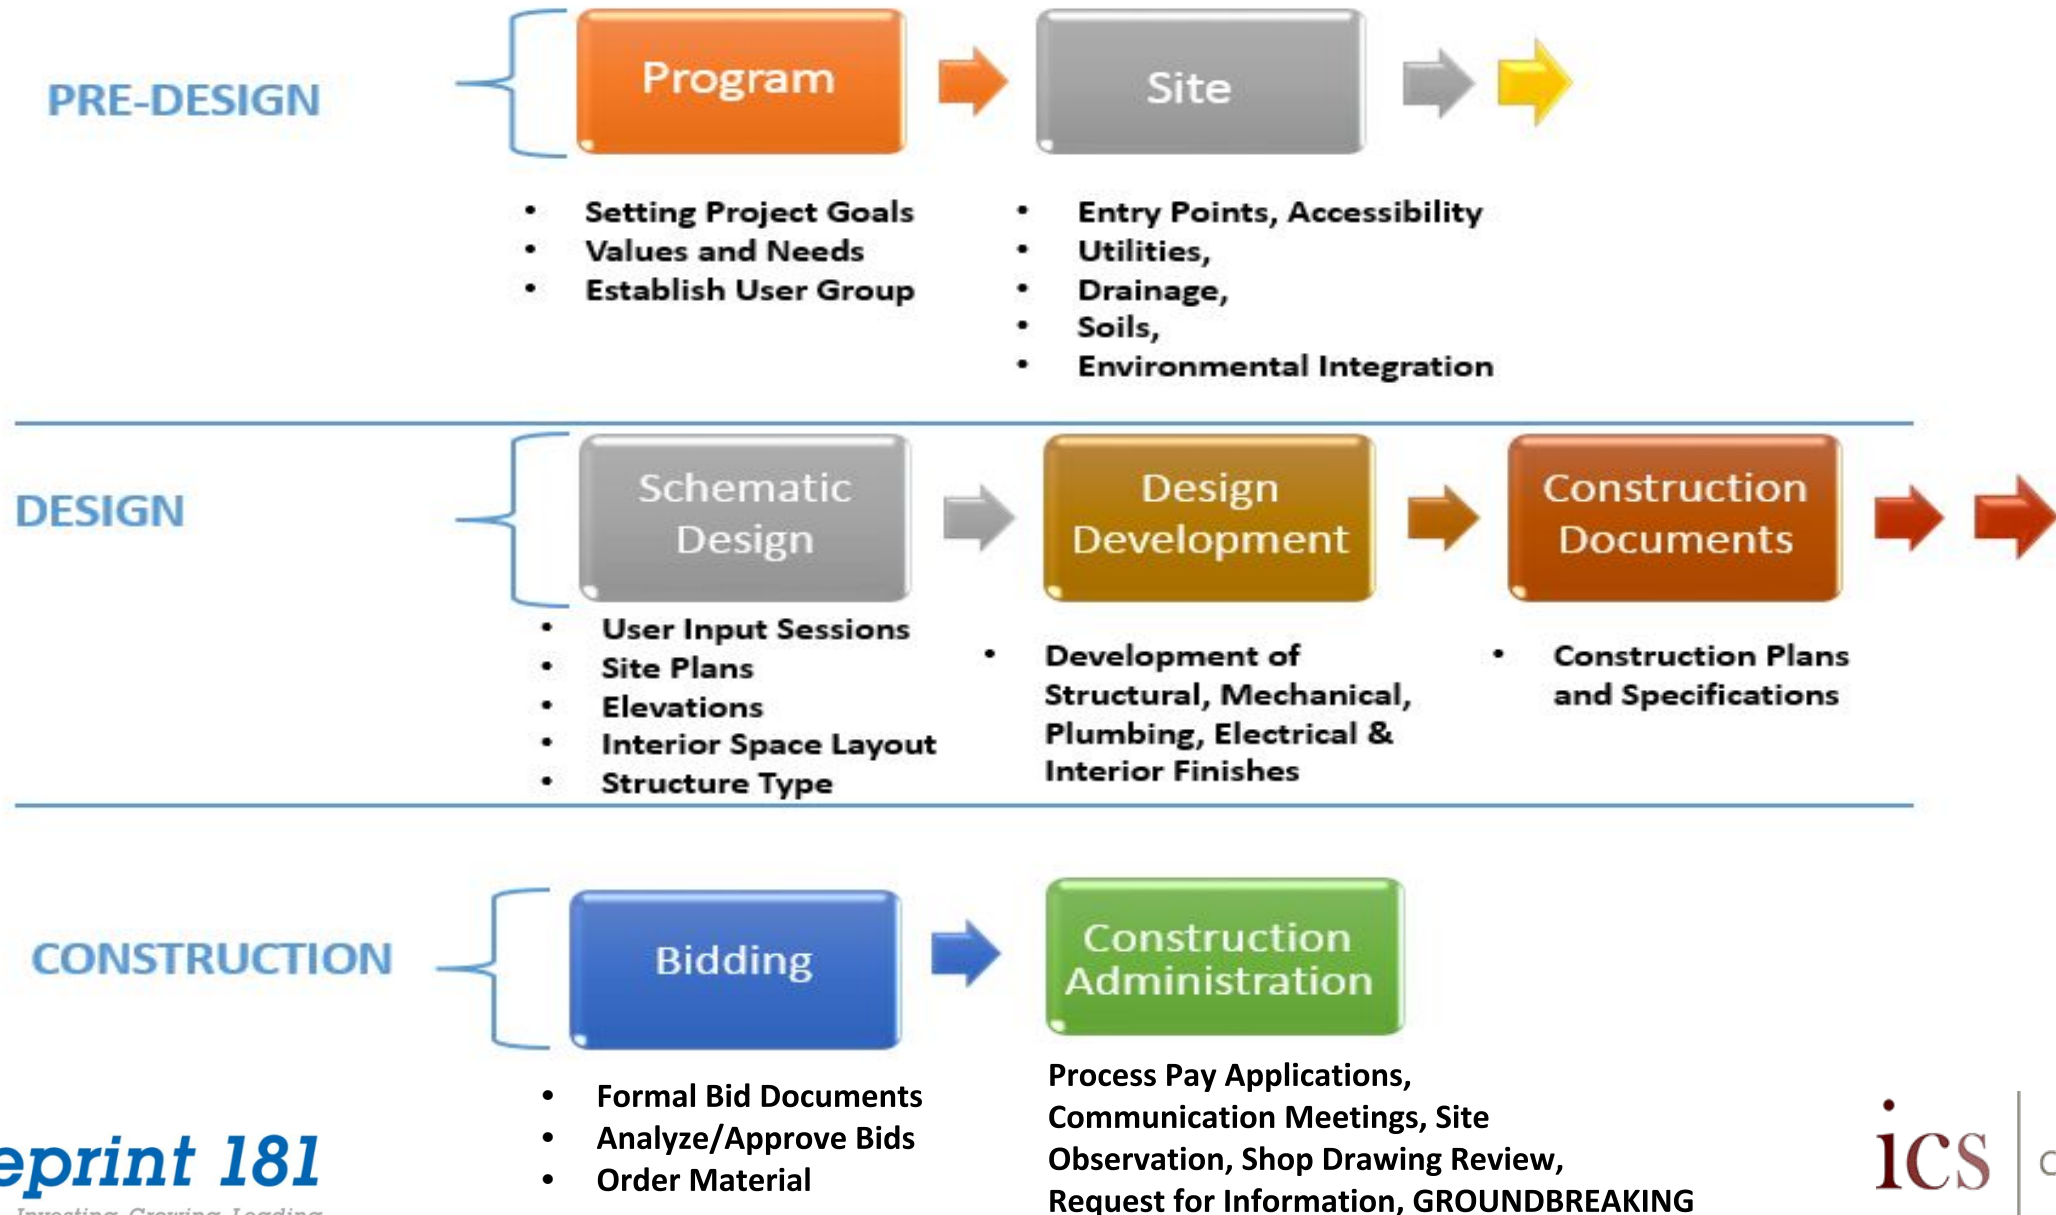 PRE-DESIGN
Program
Site
• Setting Project Goals
• Values and Needs
• Establish User Group
• Entry Points, Accessibility
• Utilities,
• Drainage,
• Soils,
• Environmental Integration
DESIGN
Schematic
Design
Design
Development
Construction
Documents
• User Input Sessions
• Site Plans
• Elevations
• Interior Space Layout
• Structure Type
• Development of
Structural, Mechanical,
Plumbing, Electrical &
Interior Finishes
• Construction Plans
and Specifications
CONSTRUCTION
Bidding
Construction
Administration
• Formal Bid Documents
• Analyze/Approve Bids
• Order Material
Process Pay Applications,
Communication Meetings, Site
Observation, Shop Drawing Review,
Request for Information, GROUNDBREAKING
eprint 181
Investing. Growing. Leading.
ics